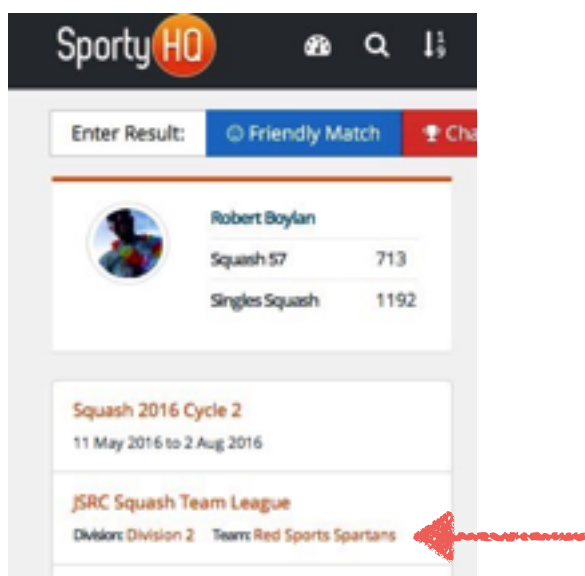 SportyHQ
Enter Result: Friendly Match Cha
Robert Boylan
Squash 57 713
Singles Squash 1192
Squash 2016 Cycle 2
11 May 2016 to 2 Aug 2016
JSRC Squash Team League
Division: Division 2 Team: Red Sports Spartans